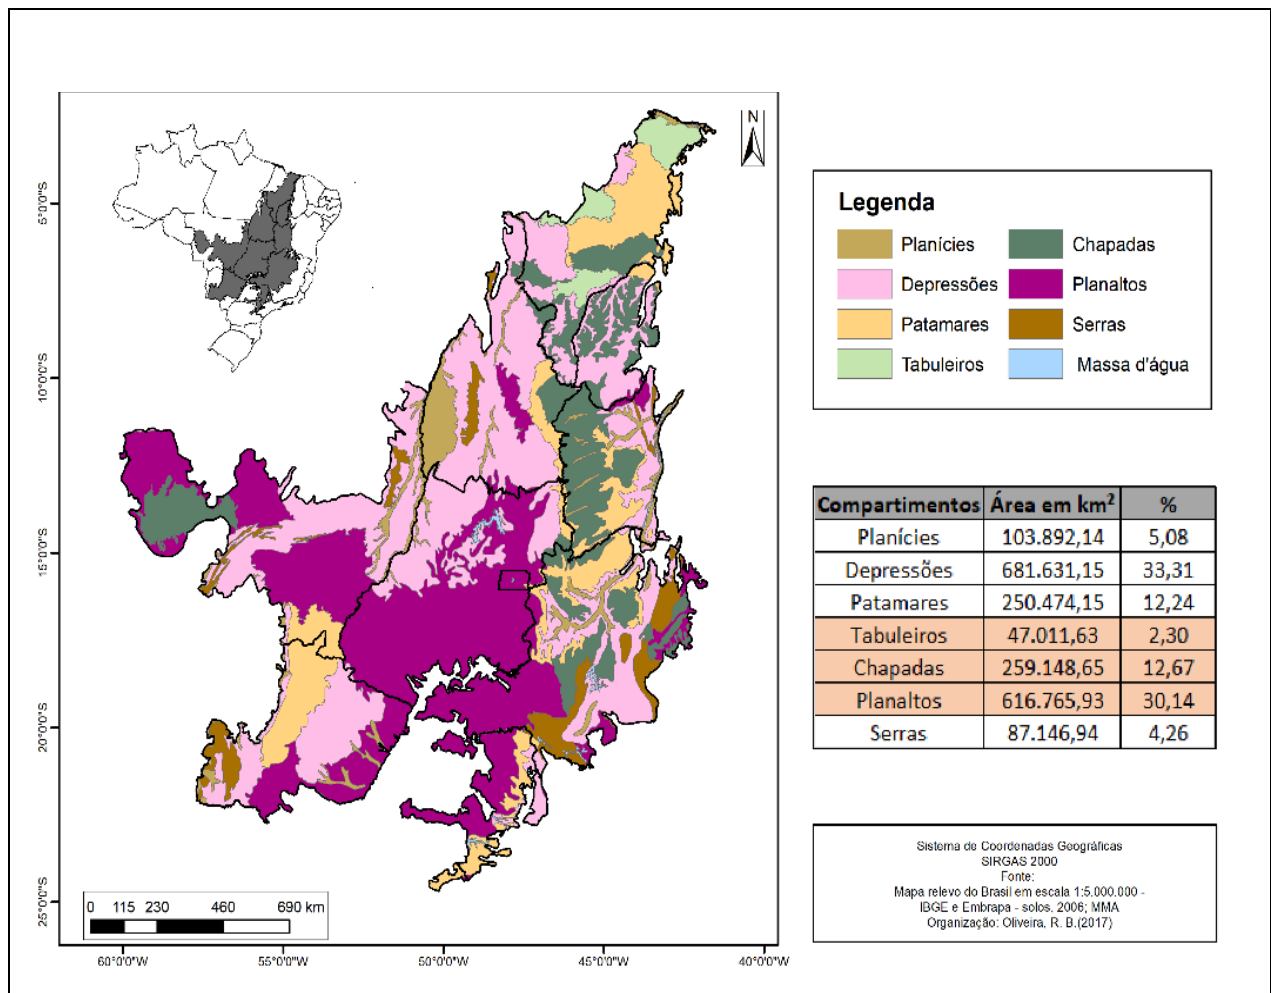 N
5°0'0"S
10°0'0"S
15°0'0"S
20°0'0"S
25°0'0"S
0 115 230 460 690 km
60°0'0"W 55°0'0"W 50°0'0"W 45°0'0"W 40°0'0"W
Legenda
Planícies Chapadas
Depressões Planaltos
Patamares Serras
Tabuleiros Massa d'água
Compartimentos Área em km² %
Planícies 103.892,14 5,08
Depressões 681.631,15 33,31
Patamares 250.474,15 12,24
Tabuleiros 47.011,63 2,30
Chapadas 259.148,65 12,67
Planaltos 616.765,93 30,14
Serras 87.146,94 4,26
Sistema de Coordenadas Geográficas
SIRGAS 2000
Fonte:
Mapa relevo do Brasil em escala 1:5.000.000 -
IBGE e Embrapa - solos. 2006; MMA
Organização: Oliveira, R. B.(2017)